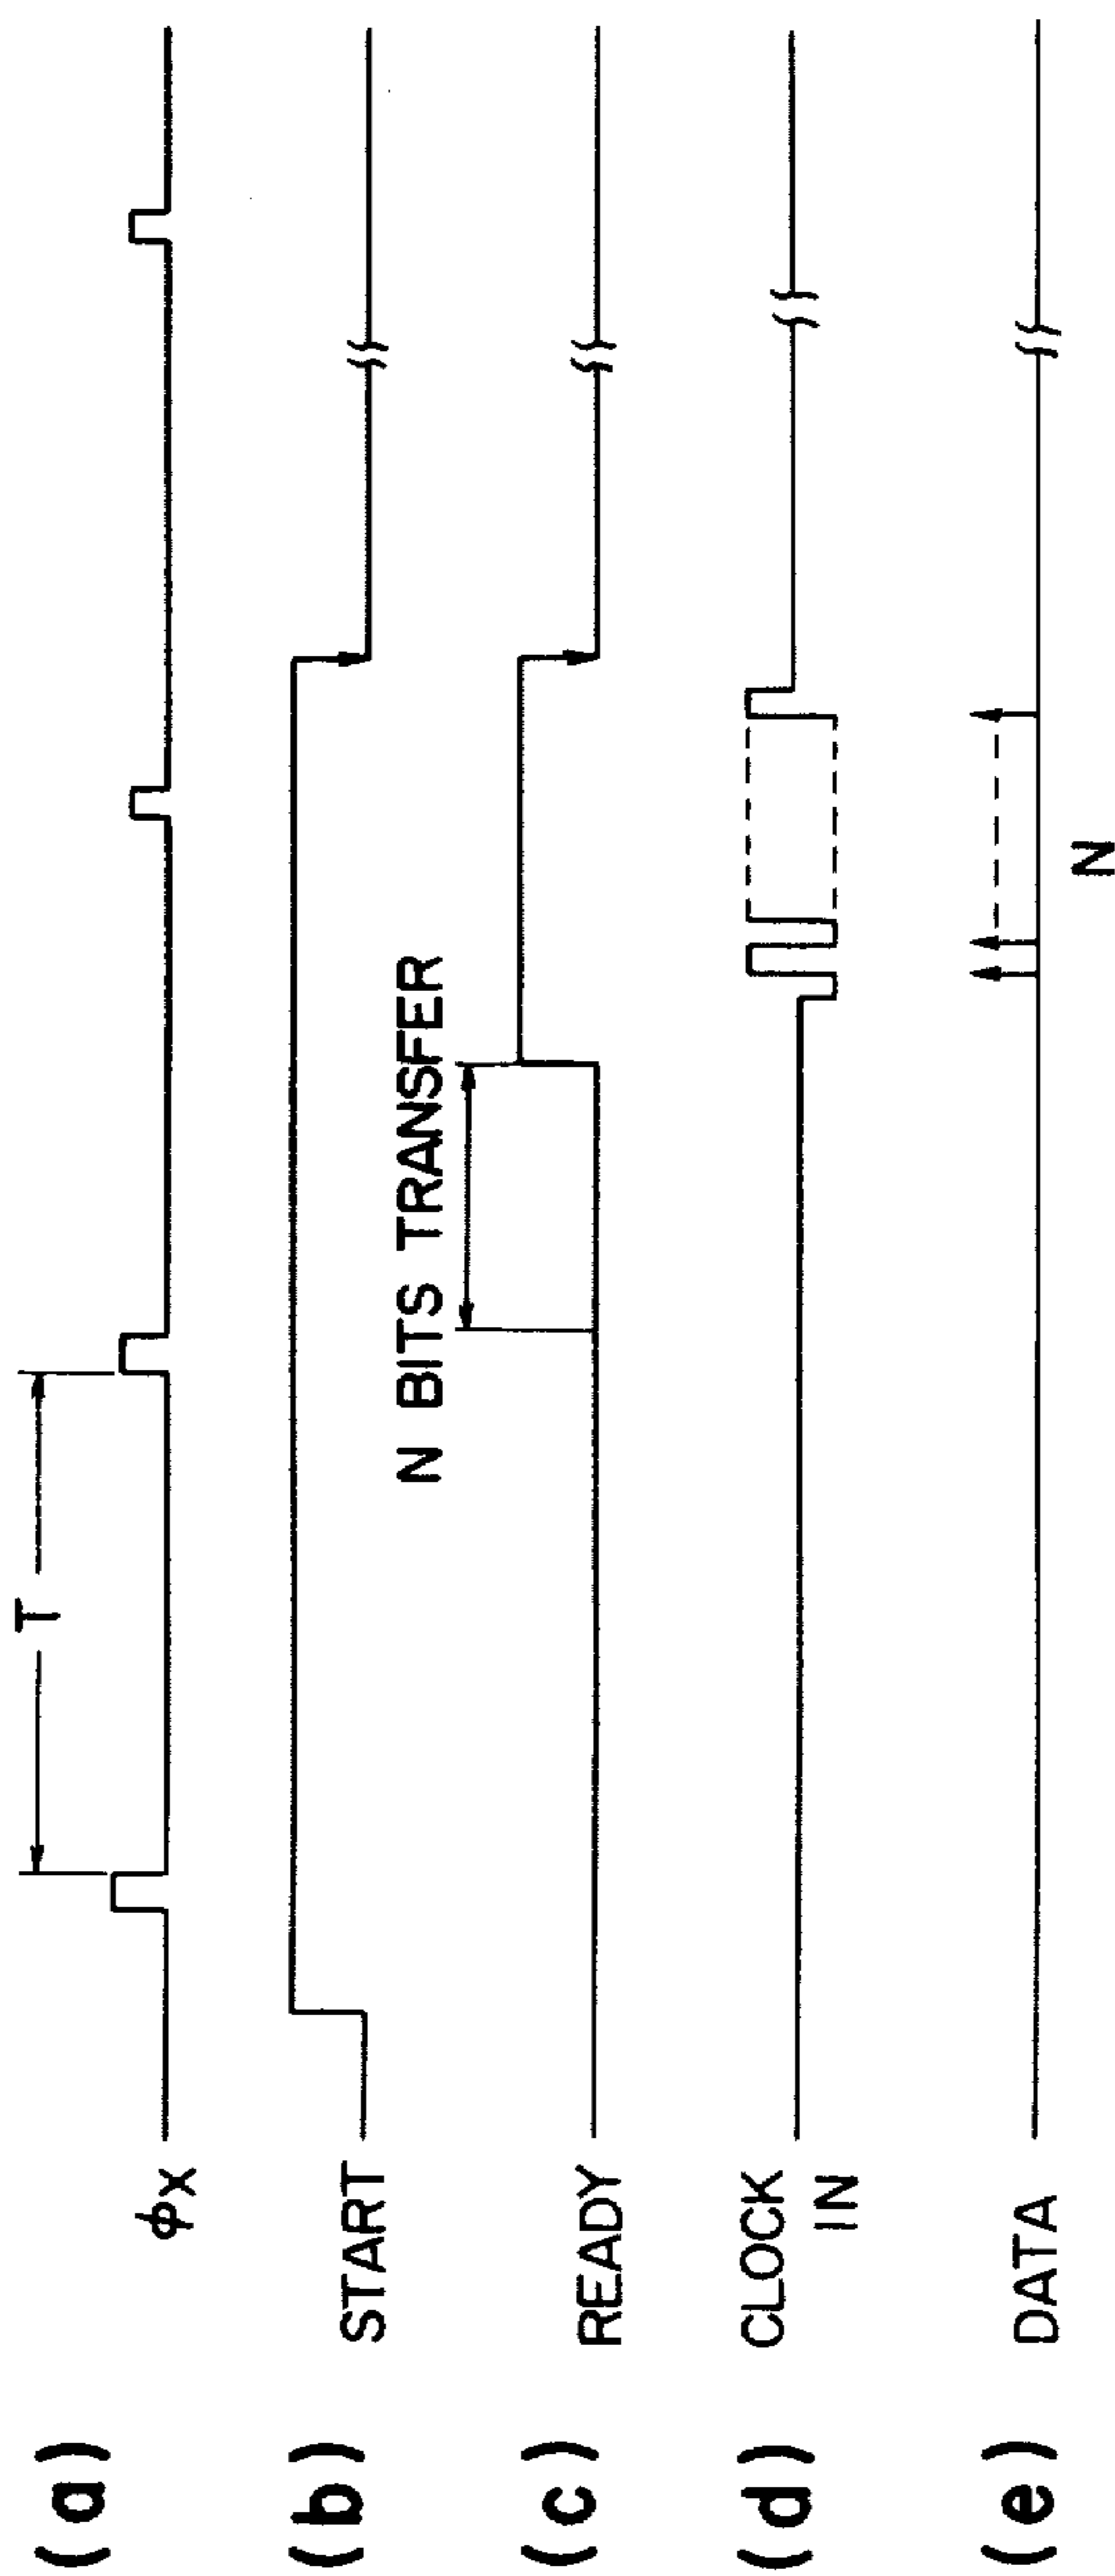 (a)
ϕx
T
(b)
START
(c)
READY
N BITS TRANSFER
(d)
CLOCK
IN
(e)
DATA
N